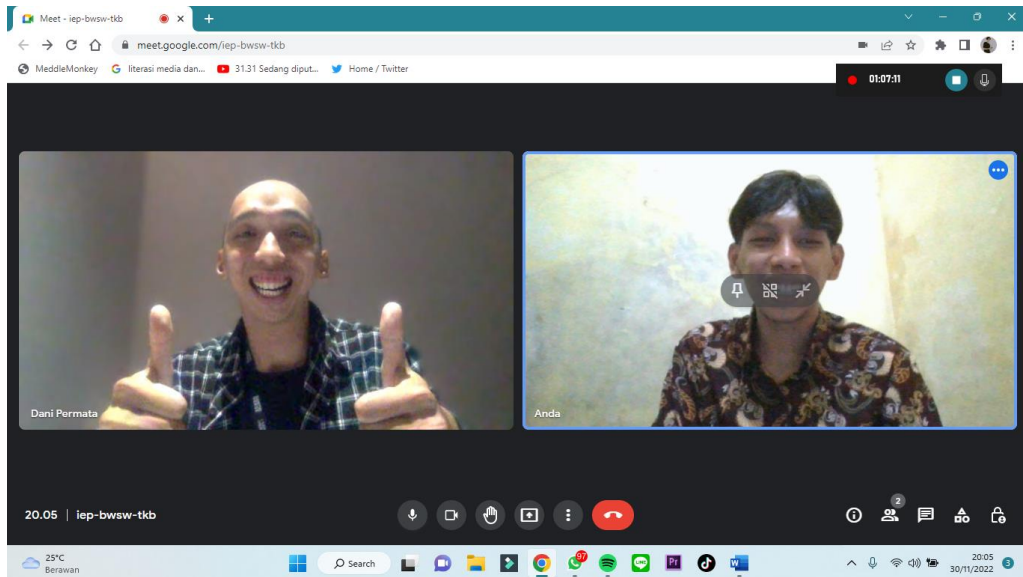 Meet - iep-bwsw-tkb
meet.google.com/iep-bwsw-tkb
MeddleMonkey
literasi media dan...
31.31 Sedang diput...
Home / Twitter
01:07:11
Dani Permata
Anda
20.05 | iep-bwsw-tkb
2
25°C
Berawan
Search
97
LINE
Pr
W
20:05
30/11/2022
3